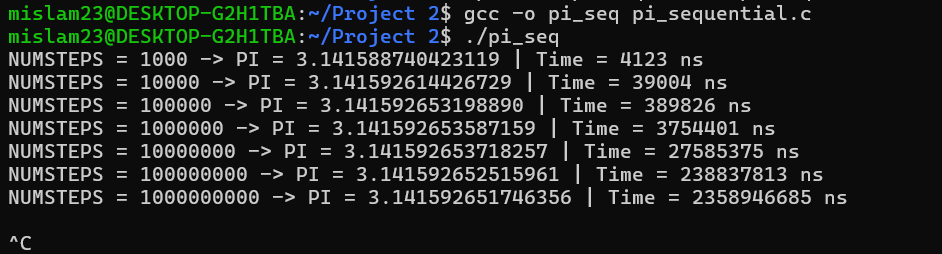 mislam23@DESKTOP-G2H1TBA:~/Project 2$ gcc -o pi_seq pi_sequential.c
mislam23@DESKTOP-G2H1TBA:~/Project 2$ ./pi_seq
NUMSTEPS = 1000 -> PI = 3.141588740423119 | Time = 4123 ns
NUMSTEPS = 10000 -> PI = 3.141592614426729 | Time = 39004 ns
NUMSTEPS = 100000 -> PI = 3.141592653198890 | Time = 389826 ns
NUMSTEPS = 1000000 -> PI = 3.141592653587159 | Time = 3754401 ns
NUMSTEPS = 10000000 -> PI = 3.141592653718257 | Time = 27585375 ns
NUMSTEPS = 100000000 -> PI = 3.141592652515961 | Time = 238837813 ns
NUMSTEPS = 1000000000 -> PI = 3.141592651746356 | Time = 2358946685 ns
^C